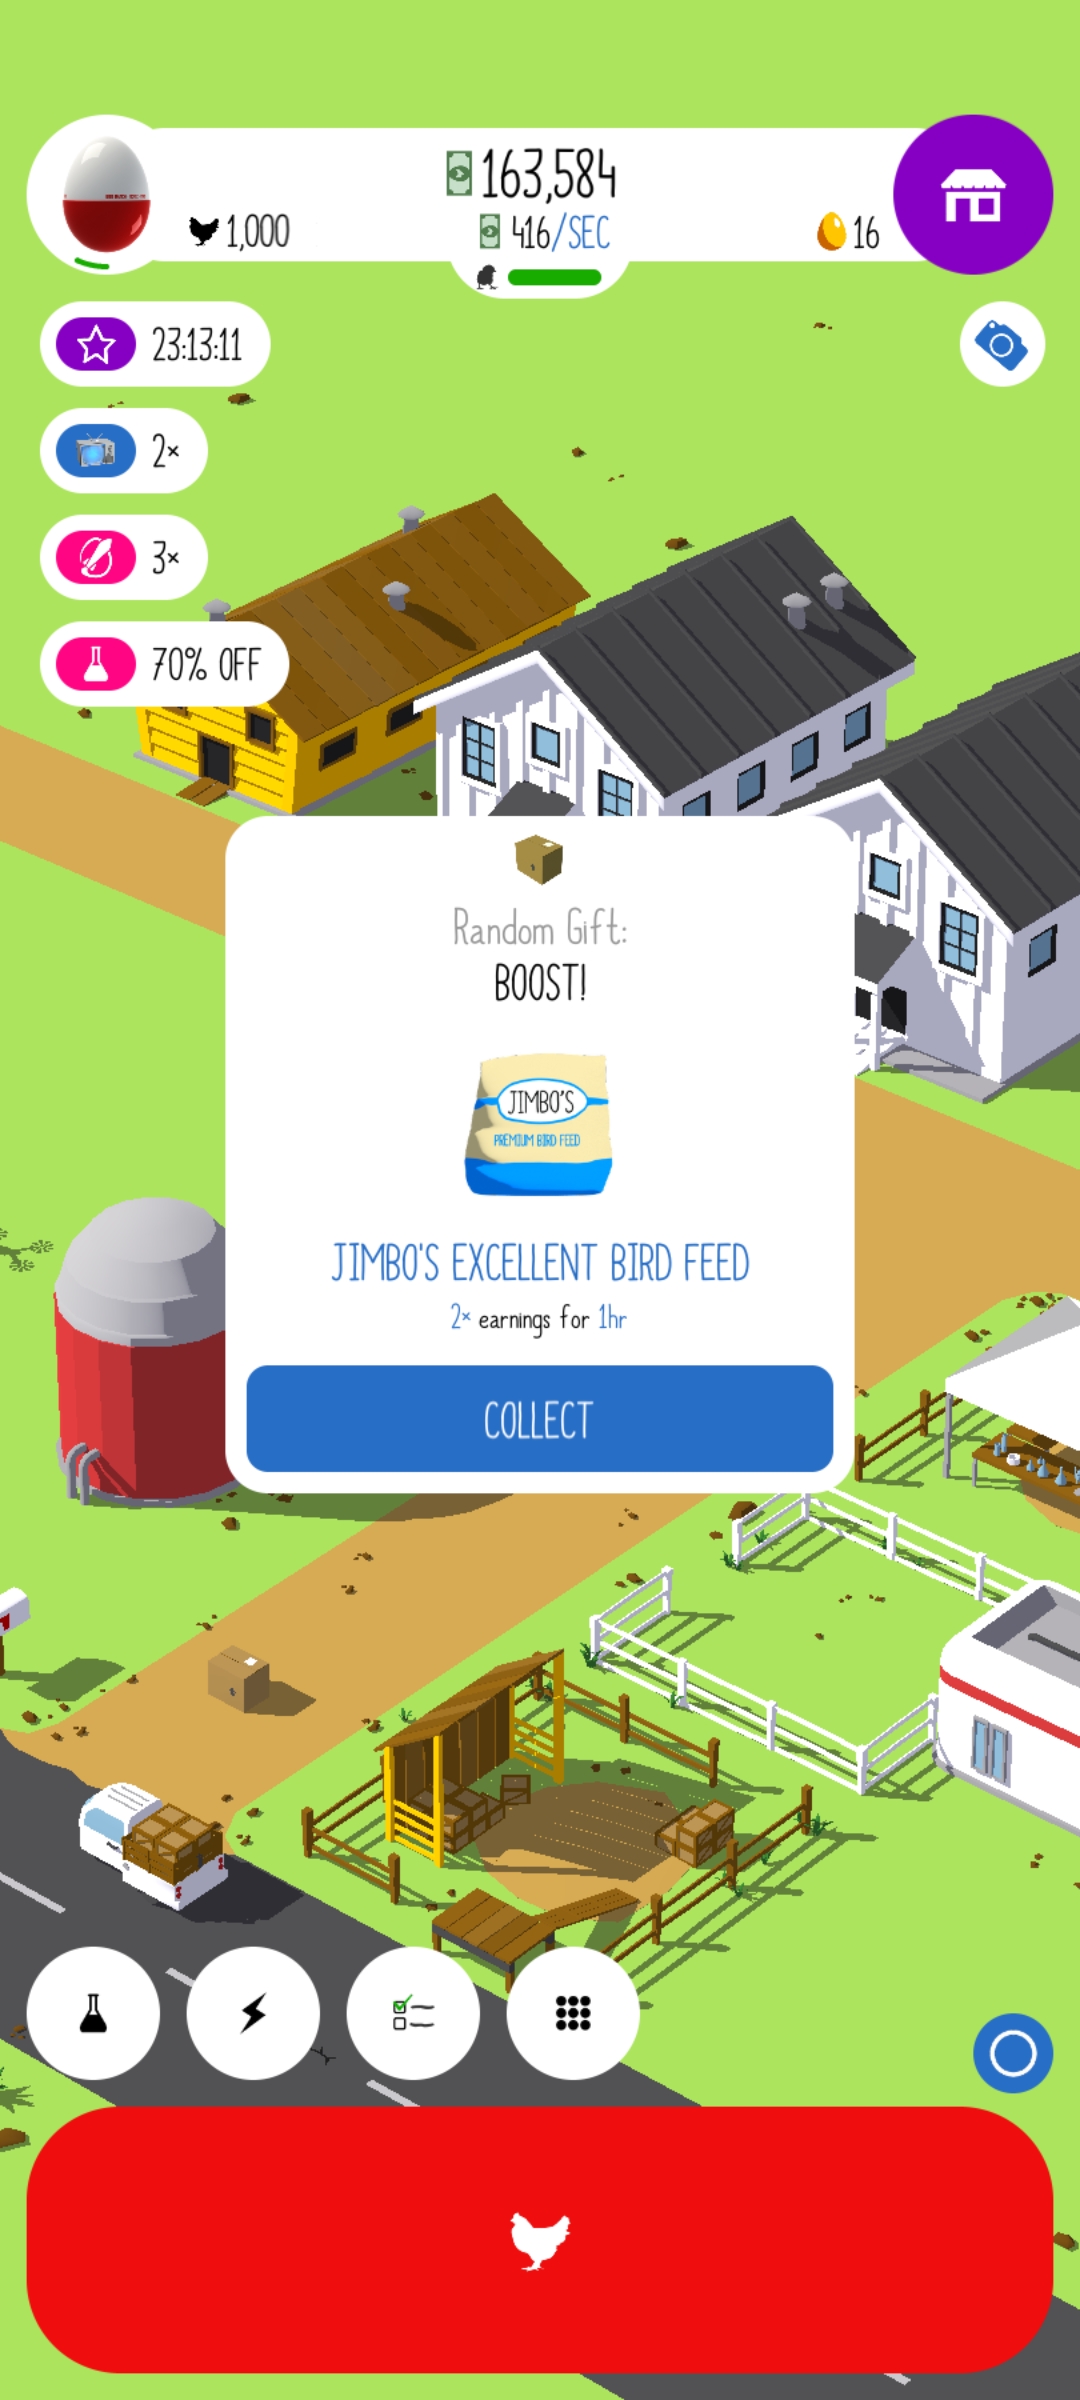 163,584
1,000
416/SEC
16
23:13:11
2×
3×
70% OFF
Random Gift:
BOOST!
JIMBO'S
PREMIUM BIRD FEED
JIMBO'S EXCELLENT BIRD FEED
2× earnings for 1hr
COLLECT